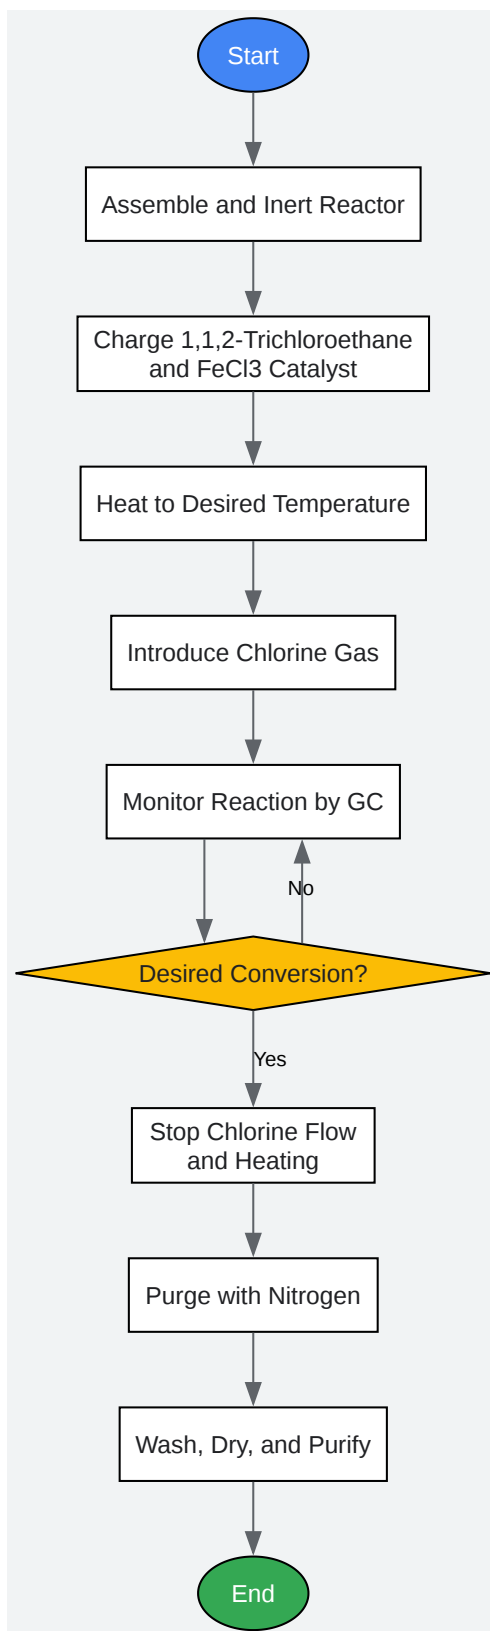 Start
Assemble and Inert Reactor
Charge 1,1,2-Trichloroethane
and FeCl3 Catalyst
Heat to Desired Temperature
Introduce Chlorine Gas
Monitor Reaction by GC
No
Desired Conversion?
Yes
Stop Chlorine Flow
and Heating
Purge with Nitrogen
Wash, Dry, and Purify
End